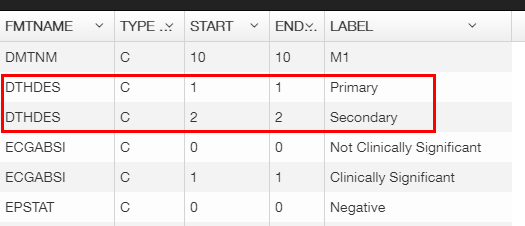 FMTNAME TYPE ... START END... LABEL
DMTNM C 10 10 M1
DTHDES C 1 1 Primary
DTHDES C 2 2 Secondary
ECGABSI C 0 0 Not Clinically Significant
ECGABSI C 1 1 Clinically Significant
EPSTAT C 0 0 Negative